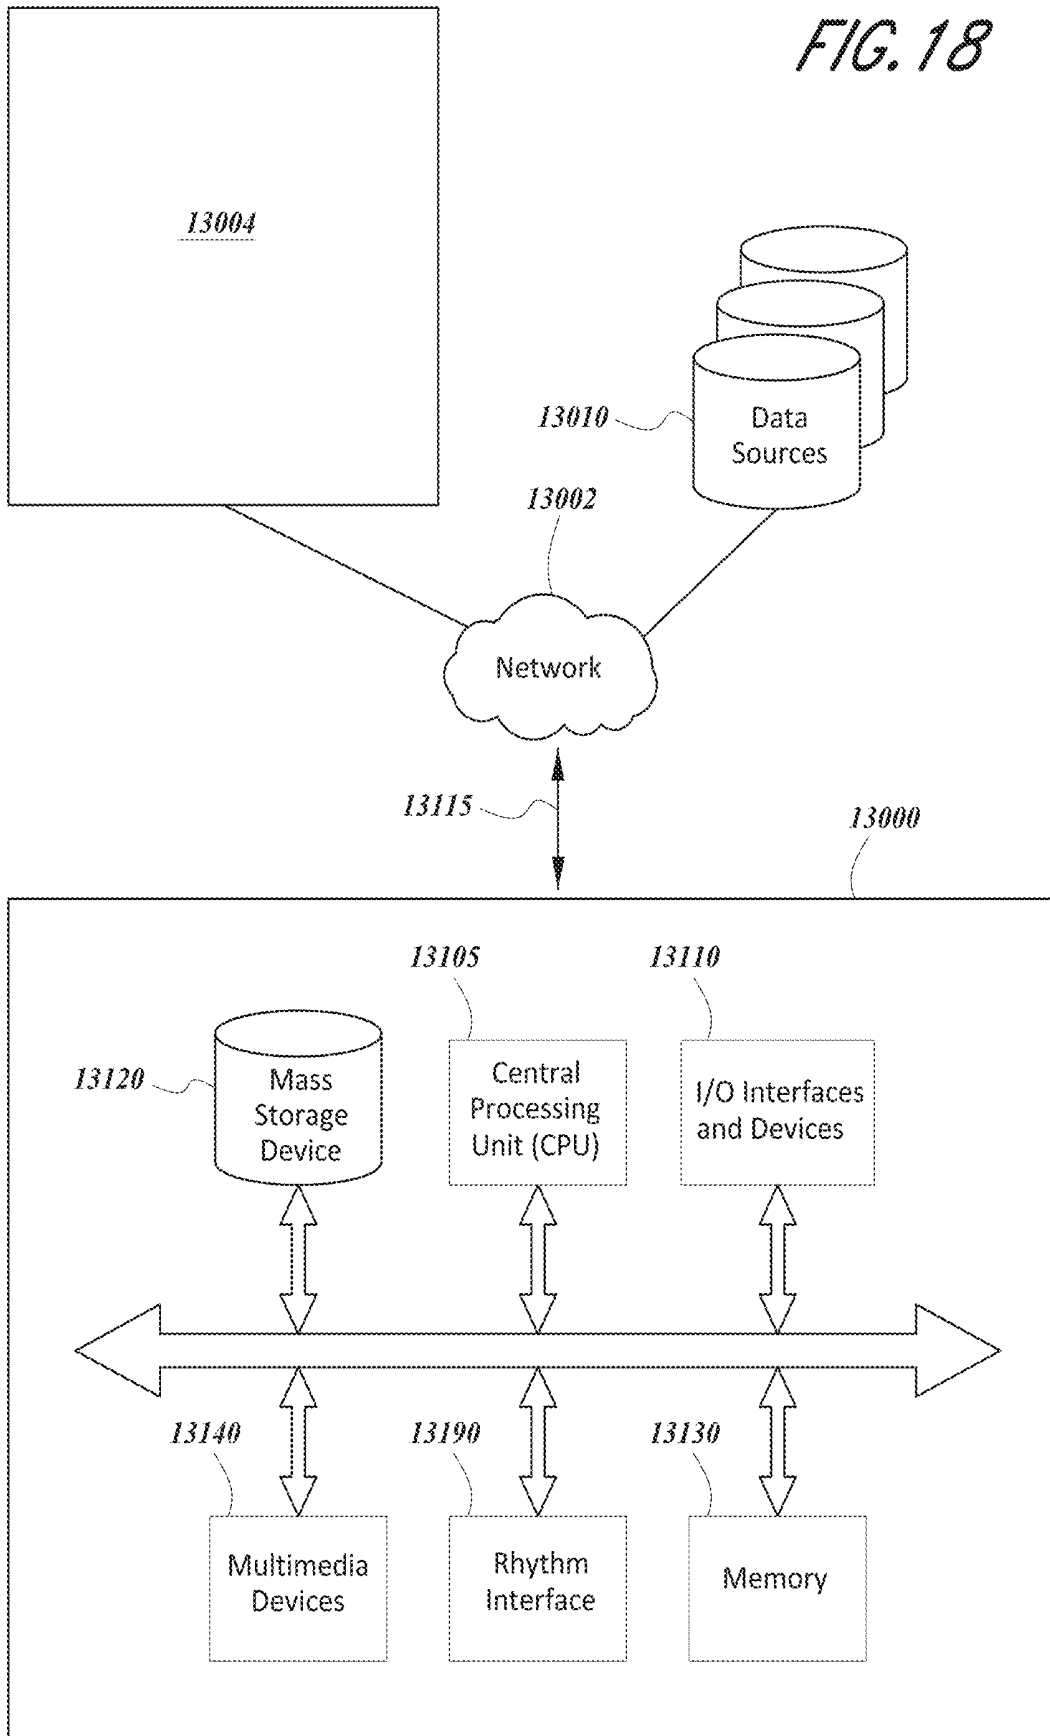 FIG. 18
13004
13010
Data
Sources
13002
Network
13115
13000
13105
13110
13120
Mass
Storage
Device
Central
Processing
Unit (CPU)
I/O Interfaces
and Devices
13140
13190
13130
Multimedia
Devices
Rhythm
Interface
Memory